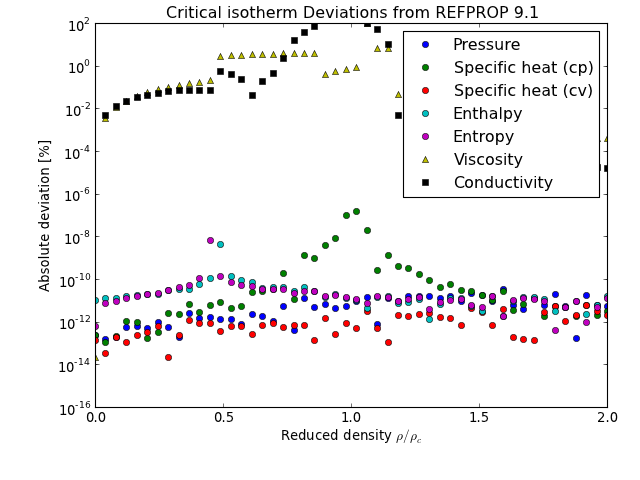 Critical isotherm Deviations from REFPROP 9.1
Absolute deviation [%]
10^2
10^0
10^-2
10^-4
10^-6
10^-8
10^-10
10^-12
10^-14
10^-16
Pressure
Specific heat (cp)
Specific heat (cv)
Enthalpy
Entropy
Viscosity
Conductivity
0.0 0.5 1.0 1.5 2.0
Reduced density ρ/ρ_c